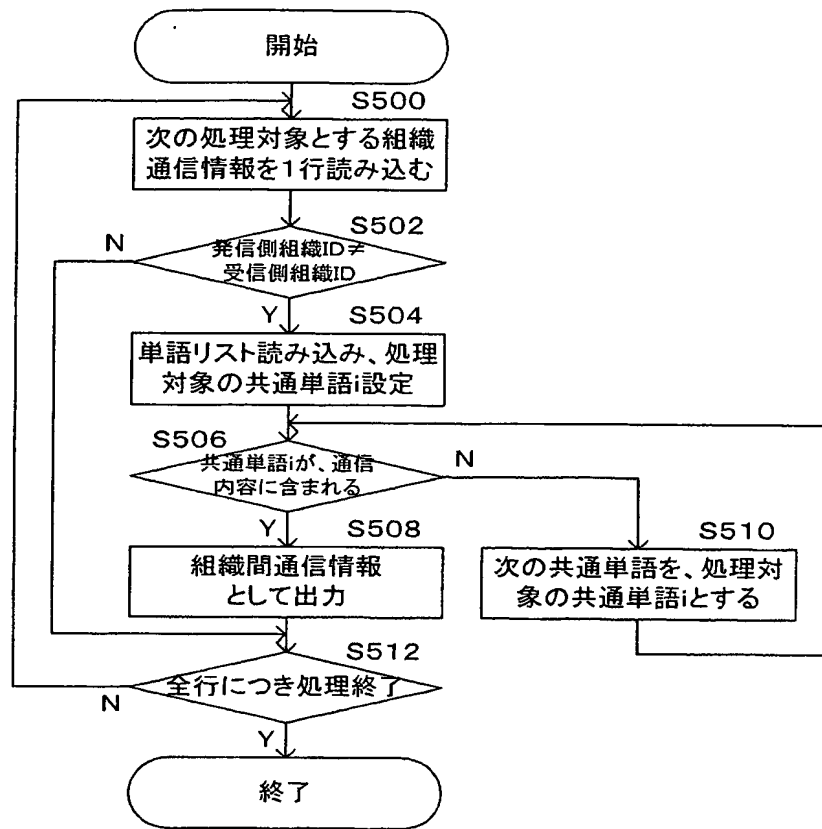 開始
S500
次の処理対象とする組織
通信情報を1行読み込む
S502
N
発信側組織ID≠
受信側組織ID
Y
S504
単語リスト読み込み、処理
対象の共通単語i設定
S506
共通単語iが、通信
内容に含まれる
N
Y
S508
組織間通信情報
として出力
S510
次の共通単語を、処理対
象の共通単語iとする
S512
全行につき処理終了
N
Y
終了